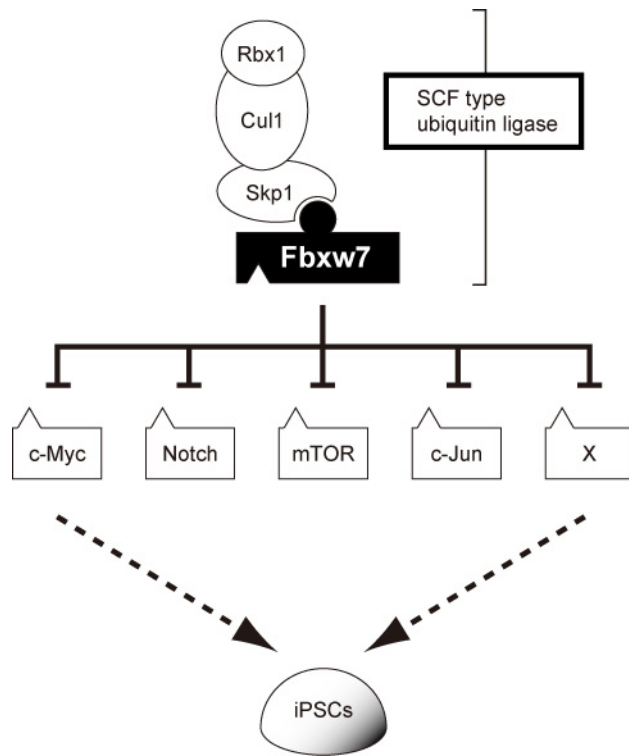 Rbx1
Cul1
Skp1
Fbxw7
SCF type
ubiquitin ligase
c-Myc
Notch
mTOR
c-Jun
X
iPSCs